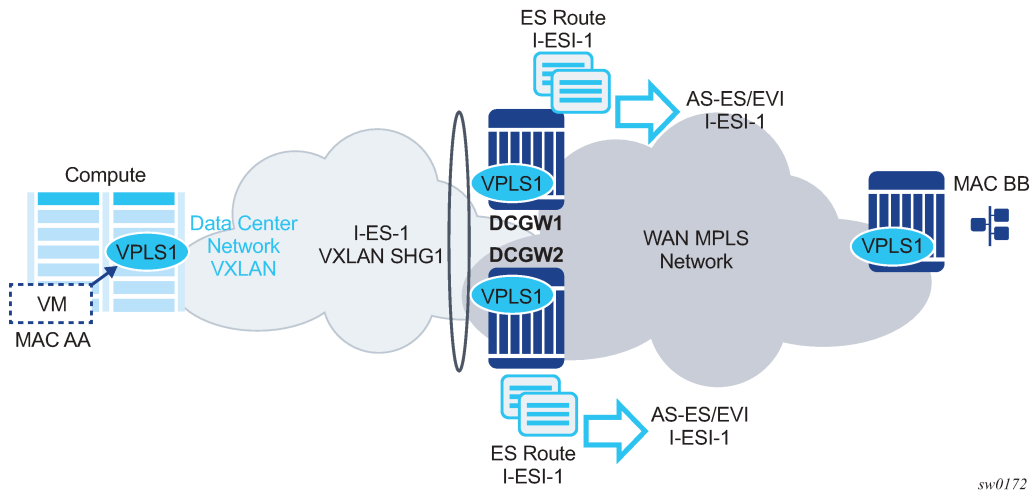 ES Route
I-ESI-1
AS-ES/EVI
I-ESI-1
Compute
VPLS1
VM
MAC AA
Data Center
Network
VXLAN
I-ES-1
VXLAN SHG1
VPLS1
DCGW1
DCGW2
VPLS1
WAN MPLS
Network
VPLS1
MAC BB
ES Route
I-ESI-1
AS-ES/EVI
I-ESI-1
sw0172